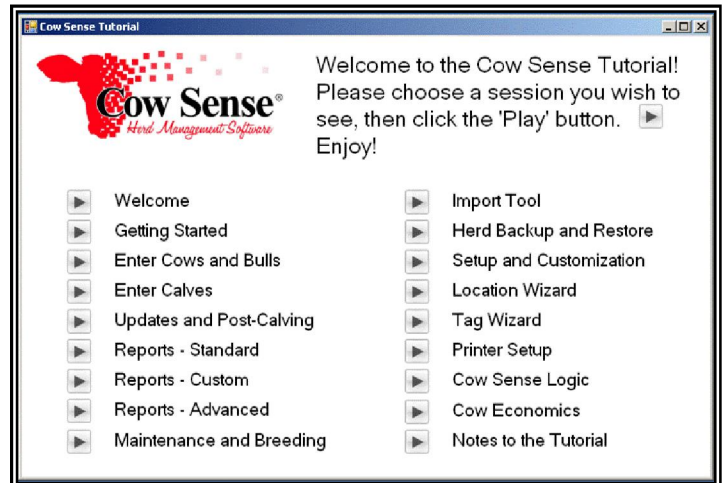 Cow Sense Tutorial
Cow Sense®
Herd Management Software
Welcome to the Cow Sense Tutorial!
Please choose a session you wish to
see, then click the 'Play' button.
Enjoy!
Welcome
Getting Started
Enter Cows and Bulls
Enter Calves
Updates and Post-Calving
Reports - Standard
Reports - Custom
Reports - Advanced
Maintenance and Breeding
Import Tool
Herd Backup and Restore
Setup and Customization
Location Wizard
Tag Wizard
Printer Setup
Cow Sense Logic
Cow Economics
Notes to the Tutorial